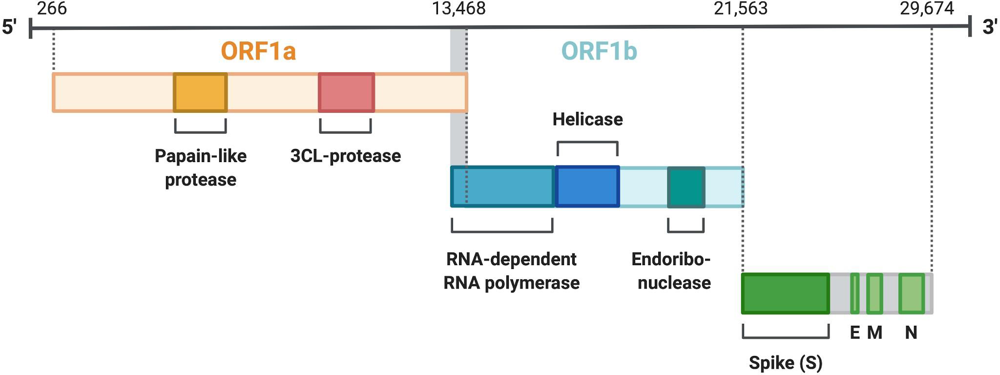 266
13,468
21,563
29,674
5'
3'
ORF1a
ORF1b
Helicase
Papain-like
protease
3CL-protease
RNA-dependent
RNA polymerase
Endoribo-
nuclease
E
M
N
Spike (S)